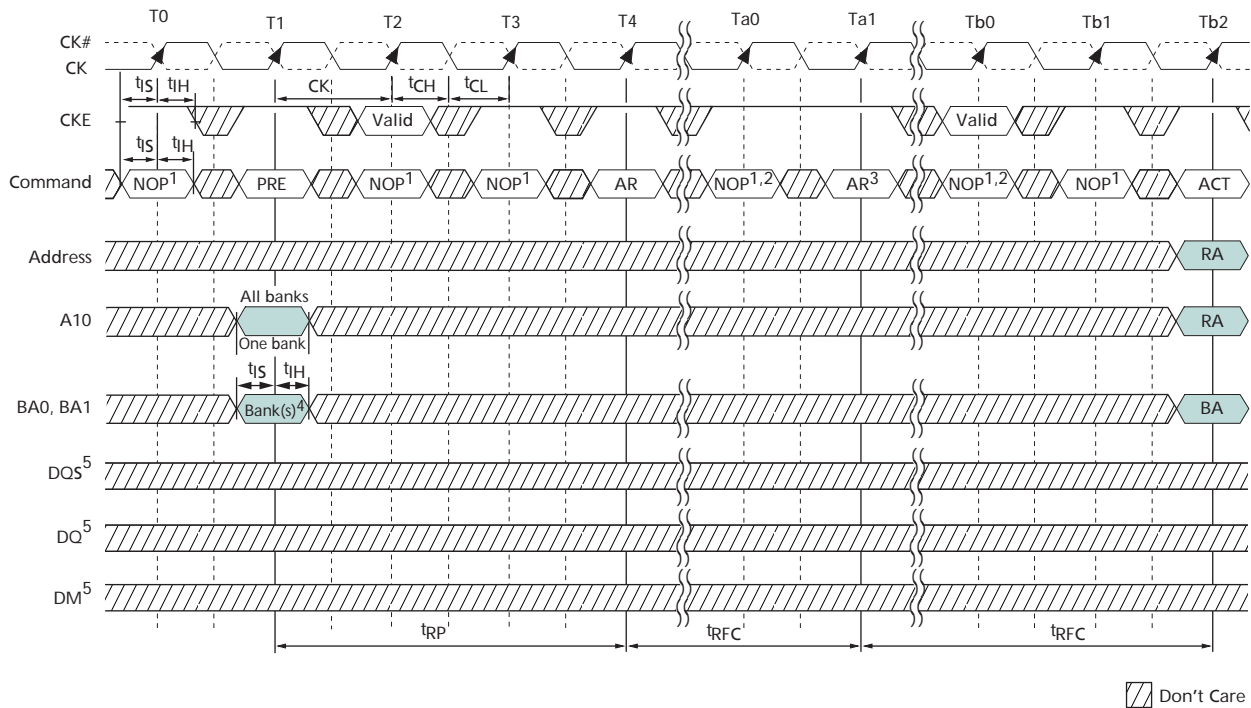 T0 T1 T2 T3 T4 Ta0 Ta1 Tb0 Tb1 Tb2
CK#
CK
tIS tIH CK tCH tCL
CKE Valid Valid
tIS tIH
Command NOP1 PRE NOP1 NOP1 AR NOP1,2 AR3 NOP1,2 NOP1 ACT
Address RA
All banks
A10 RA
One bank
tIS tIH
BA0, BA1 Bank(s)4 BA
DQS5
DQ5
DM5
tRP tRFC tRFC
Don't Care